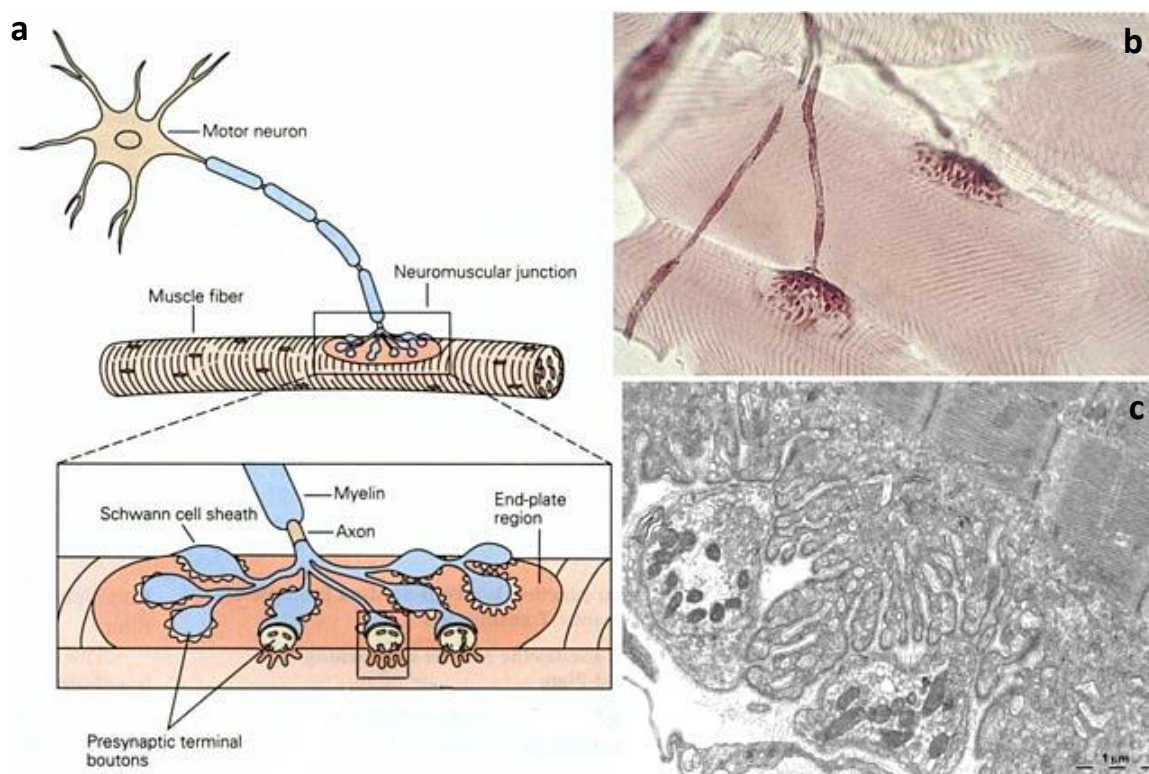 a
b
Motor neuron
Neuromuscular junction
Muscle fiber
c
Myelin
Schwann cell sheath
End-plate
region
Axon
Presynaptic terminal
boutons
1 µm